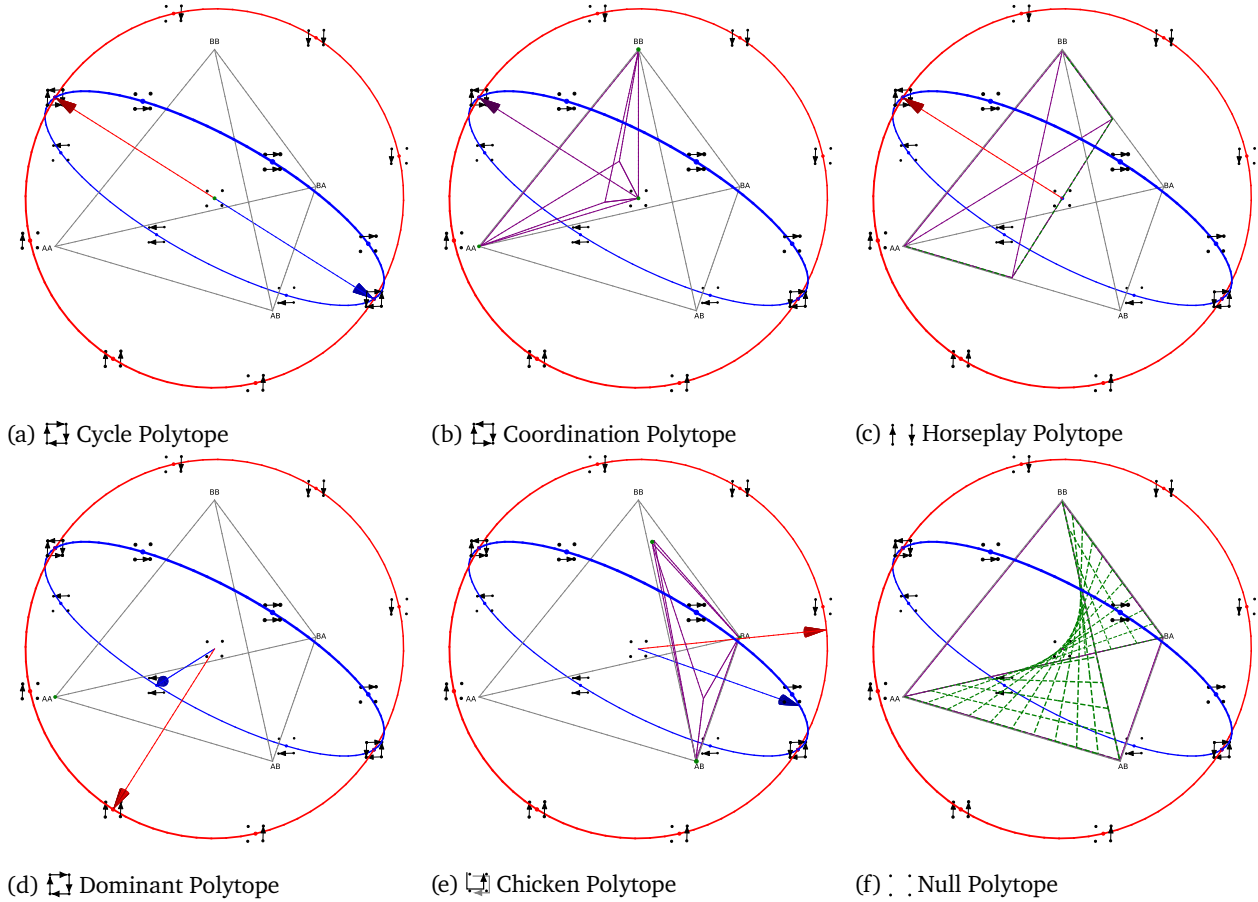 BB
BA
AA
AB
BB
BA
AA
AB
BB
BA
AA
AB
(a) Cycle Polytope
(b) Coordination Polytope
(c) Horseplay Polytope
BB
BA
AA
AB
BB
BA
AA
AB
BB
BA
AA
AB
(d) Dominant Polytope
(e) Chicken Polytope
(f) Null Polytope